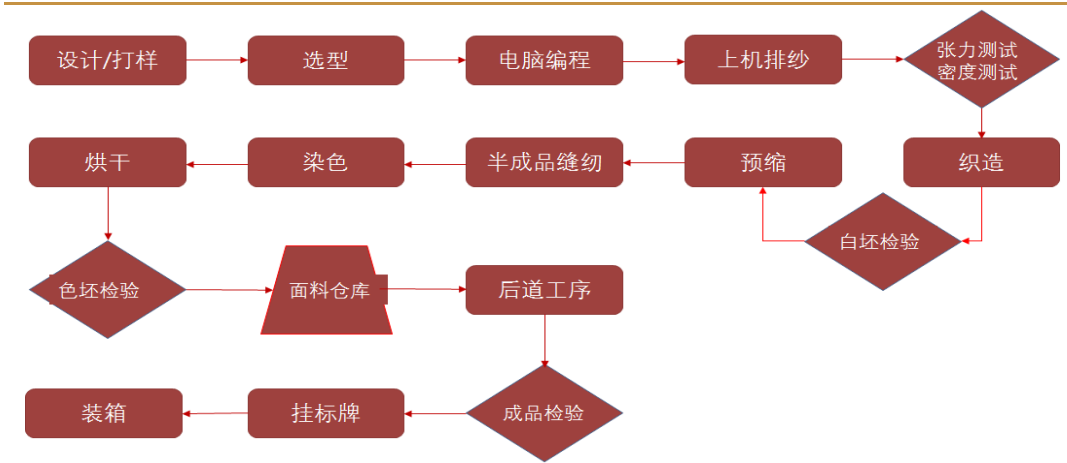 设计/打样
选型
电脑编程
上机排纱
张力测试
密度测试
织造
白坯检验
预缩
半成品缝纫
染色
烘干
色坯检验
面料仓库
后道工序
成品检验
挂标牌
装箱